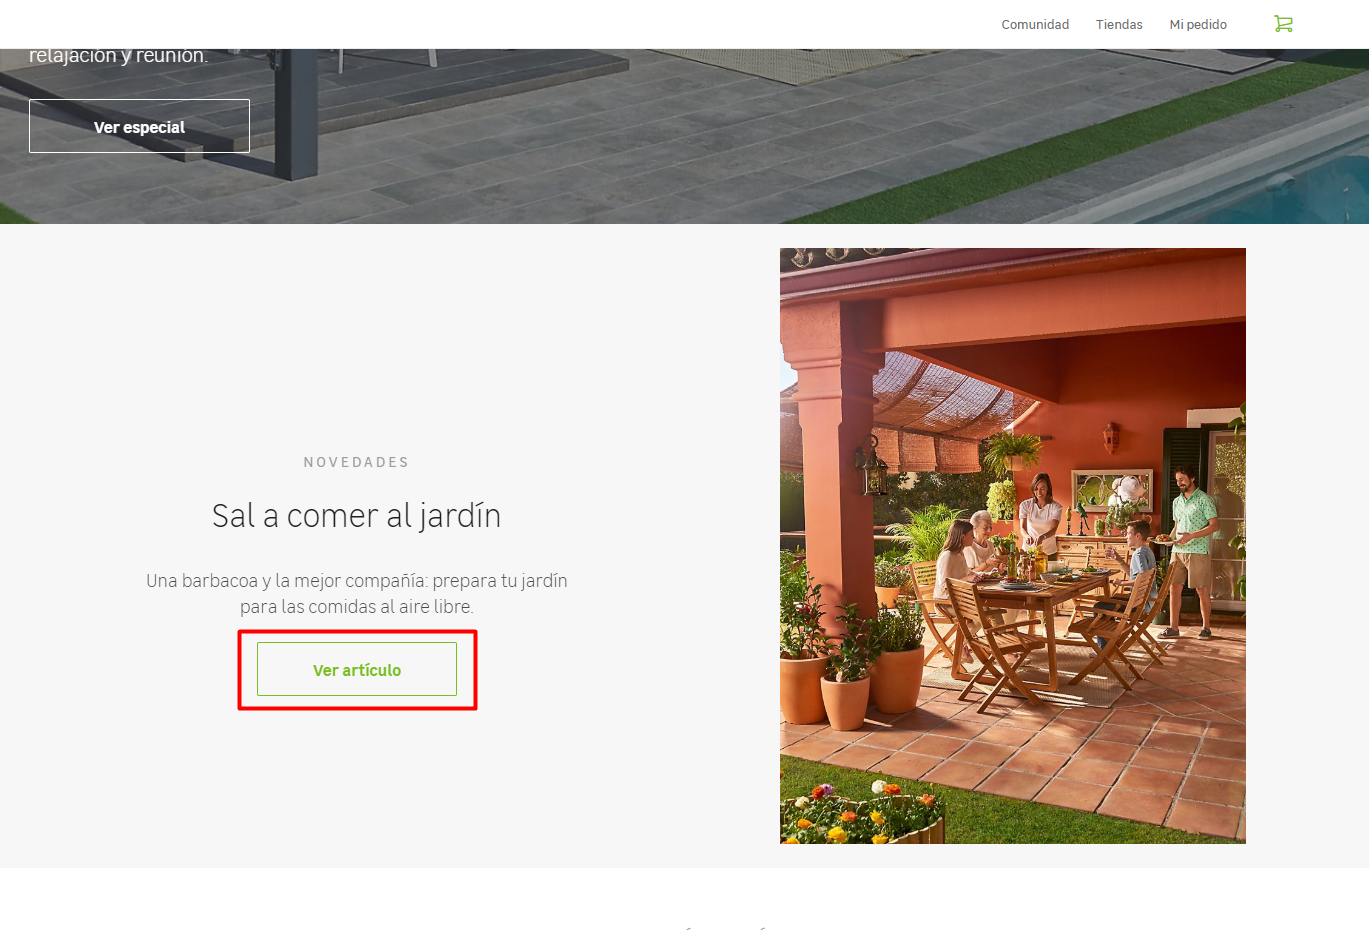 Comunidad Tiendas Mi pedido
relajación y reunión.
Ver especial
NOVEDADES
Sal a comer al jardín
Una barbacoa y la mejor compañía: prepara tu jardín
para las comidas al aire libre.
Ver artículo